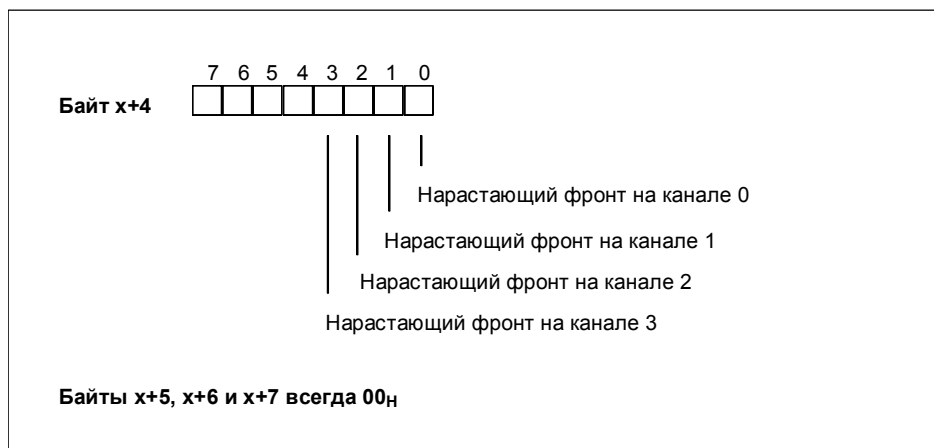 7 6 5 4 3 2 1 0
Байт x+4
Нарастающий фронт на канале 0
Нарастающий фронт на канале 1
Нарастающий фронт на канале 2
Нарастающий фронт на канале 3
Байты x+5, x+6 и x+7 всегда 00H